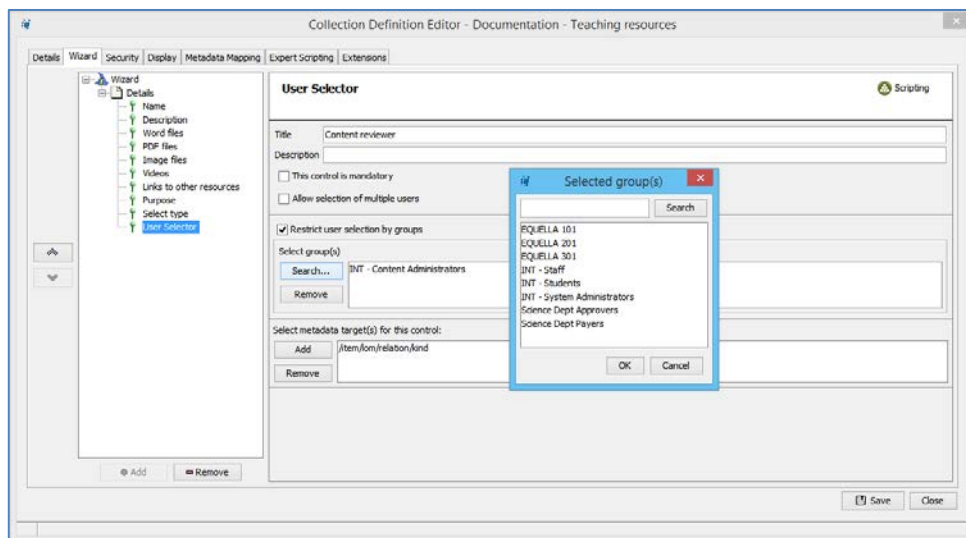 Collection Definition Editor - Documentation - Teaching resources
Details Wizard Security Display Metadata Mapping Expert Scripting Extensions
Wizard
Details
Name
Description
Word files
PDF files
Image files
Videos
Links to other resources
Purpose
Select type
User Selector
Add Remove
User Selector
Scripting
Title Content reviewer
Description
This control is mandatory
Allow selection of multiple users
Restrict user selection by groups
Select group(s)
Search... INT - Content Administrators
Remove
Select metadata target(s) for this control:
Add /item/lom/relation/kind
Remove
Selected group(s)
Search
EQUELLA 101
EQUELLA 201
EQUELLA 301
INT - Staff
INT - Students
INT - System Administrators
Science Dept Approvers
Science Dept Payers
OK Cancel
Save Close